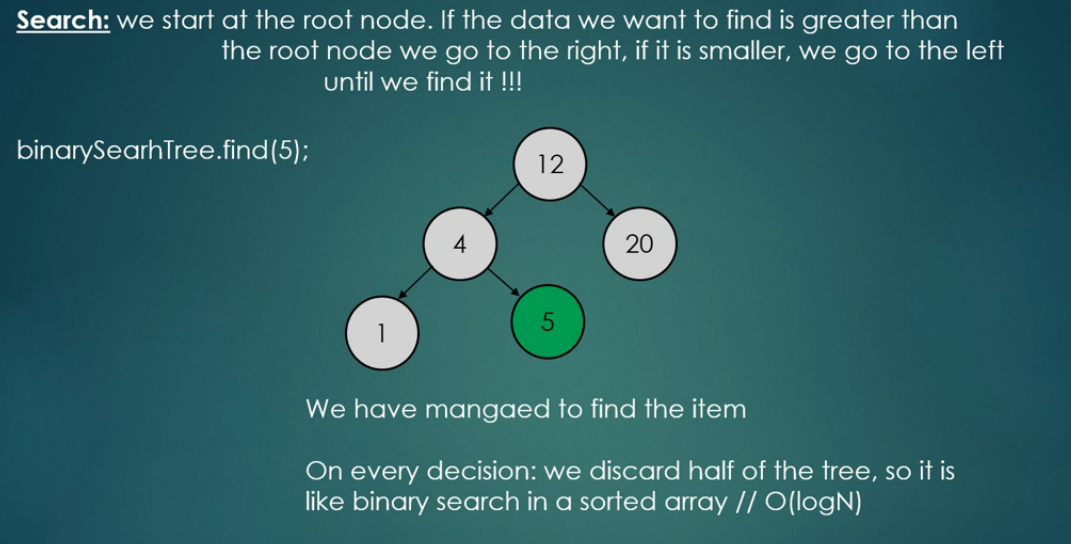 Search: we start at the root node. If the data we want to find is greater than
the root node we go to the right, if it is smaller, we go to the left
until we find it !!!
binarySearhTree.find(5);
12
4
20
1
5
We have mangaed to find the item
On every decision: we discard half of the tree, so it is
like binary search in a sorted array // O(logN)